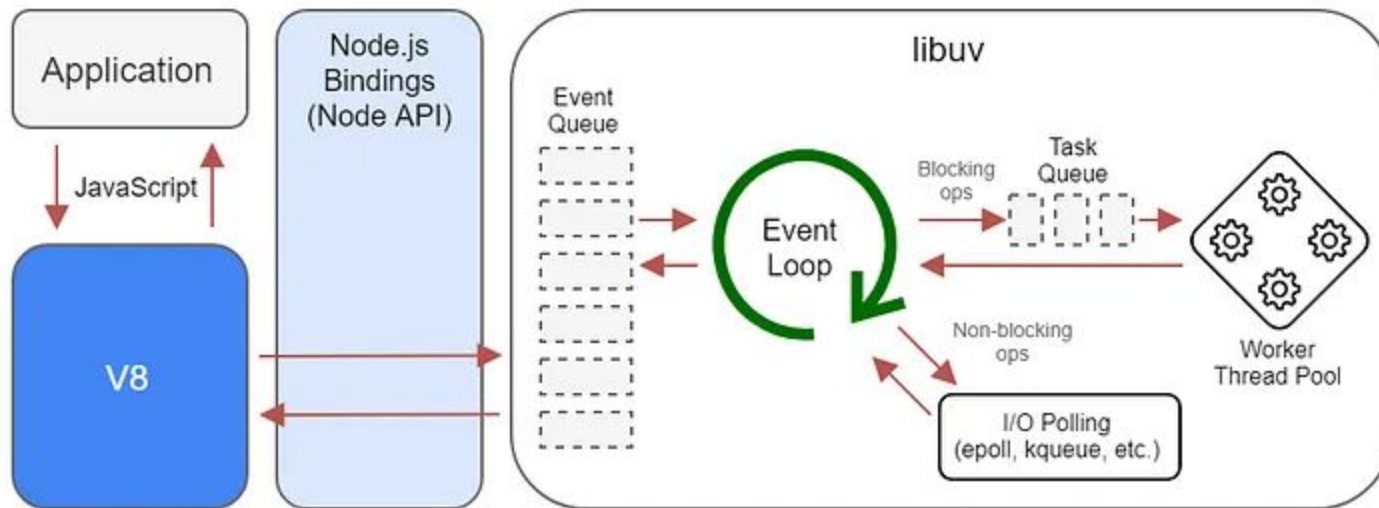 Application
JavaScript
V8
Node.js
Bindings
(Node API)
libuv
Event
Queue
Event
Loop
Blocking
ops
Task
Queue
Worker
Thread Pool
Non-blocking
ops
I/O Polling
(epoll, kqueue, etc.)